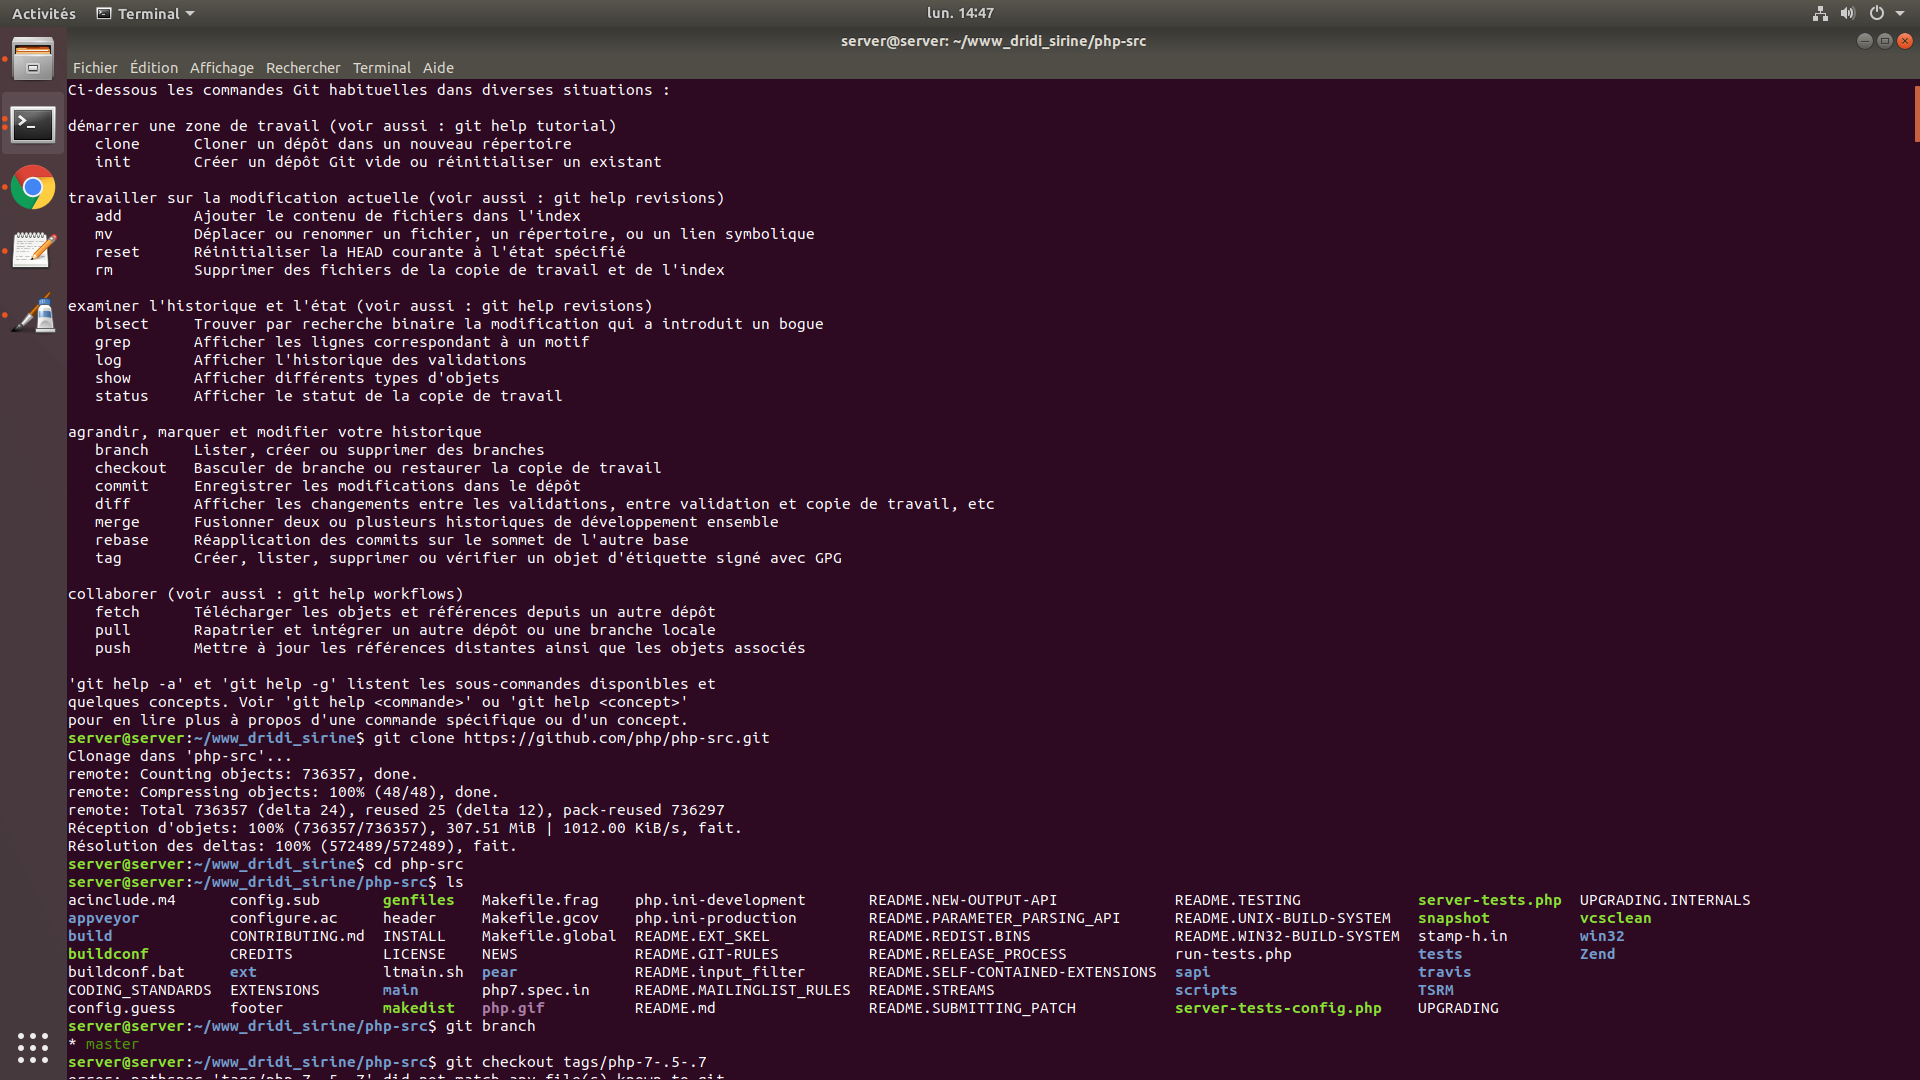 Activités Terminal lun. 14:47
server@server: ~/www_dridi_sirine/php-src
Fichier Édition Affichage Rechercher Terminal Aide
Ci-dessous les commandes Git habituelles dans diverses situations :
démarrer une zone de travail (voir aussi : git help tutorial)
clone Cloner un dépôt dans un nouveau répertoire
init Créer un dépôt Git vide ou réinitialiser un existant
travailler sur la modification actuelle (voir aussi : git help revisions)
add Ajouter le contenu de fichiers dans l'index
mv Déplacer ou renommer un fichier, un répertoire, ou un lien symbolique
reset Réinitialiser la HEAD courante à l'état spécifié
rm Supprimer des fichiers de la copie de travail et de l'index
examiner l'historique et l'état (voir aussi : git help revisions)
bisect Trouver par recherche binaire la modification qui a introduit un bogue
grep Afficher les lignes correspondant à un motif
log Afficher l'historique des validations
show Afficher différents types d'objets
status Afficher le statut de la copie de travail
agrandir, marquer et modifier votre historique
branch Lister, créer ou supprimer des branches
checkout Basculer de branche ou restaurer la copie de travail
commit Enregistrer les modifications dans le dépôt
diff Afficher les changements entre les validations, entre validation et copie de travail, etc
merge Fusionner deux ou plusieurs historiques de développement ensemble
rebase Réapplication des commits sur le sommet de l'autre base
tag Créer, lister, supprimer ou vérifier un objet d'étiquette signé avec GPG
collaborer (voir aussi : git help workflows)
fetch Télécharger les objets et références depuis un autre dépôt
pull Rapatrier et intégrer un autre dépôt ou une branche locale
push Mettre à jour les références distantes ainsi que les objets associés
'git help -a' et 'git help -g' listent les sous-commandes disponibles et
quelques concepts. Voir 'git help <commande>' ou 'git help <concept>'
pour en lire plus à propos d'une commande spécifique ou d'un concept.
server@server:~/www_dridi_sirine$ git clone https://github.com/php/php-src.git
Clonage dans 'php-src'...
remote: Counting objects: 736357, done.
remote: Compressing objects: 100% (48/48), done.
remote: Total 736357 (delta 24), reused 25 (delta 12), pack-reused 736297
Réception d'objets: 100% (736357/736357), 307.51 MiB | 1012.00 KiB/s, fait.
Résolution des deltas: 100% (572489/572489), fait.
server@server:~/www_dridi_sirine$ cd php-src
server@server:~/www_dridi_sirine/php-src$ ls
acinclude.m4 config.sub genfiles Makefile.frag php.ini-development README.NEW-OUTPUT-API README.TESTING server-tests.php UPGRADING.INTERNALS
appveyor configure.ac header Makefile.gcov php.ini-production README.PARAMETER_PARSING_API README.UNIX-BUILD-SYSTEM snapshot vcsclean
build CONTRIBUTING.md INSTALL Makefile.global README.EXT_SKEL README.REDIST.BINS README.WIN32-BUILD-SYSTEM stamp-h.in win32
buildconf CREDITS LICENSE NEWS README.GIT-RULES README.RELEASE_PROCESS run-tests.php tests Zend
buildconf.bat ext ltmain.sh pear README.input_filter README.SELF-CONTAINED-EXTENSIONS sapi travis
CODING_STANDARDS EXTENSIONS main php7.spec.in README.MAILINGLIST_RULES README.STREAMS scripts TSRM
config.guess footer makedist php.gif README.md README.SUBMITTING_PATCH server-tests-config.php UPGRADING
server@server:~/www_dridi_sirine/php-src$ git branch
* master
server@server:~/www_dridi_sirine/php-src$ git checkout tags/php-7-.5-.7
error: pathspec 'tags/php-7-.5-.7' did not match any file(s) known to git